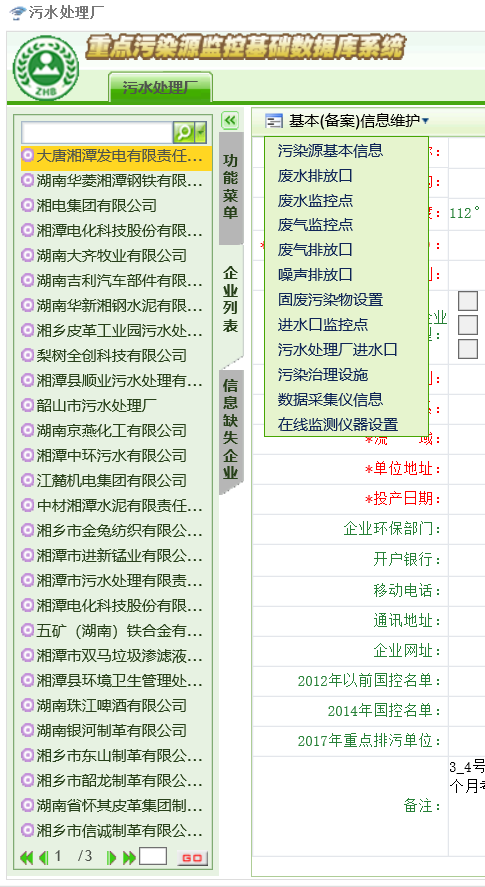 污水处理厂
重点污染源监控基础数据库系统
ZHB
污水处理厂
大唐湘潭发电有限责任...
湖南华菱湘潭钢铁有限...
湘电集团有限公司
湘潭电化科技股份有限...
湖南大齐牧业有限公司
湖南吉利汽车部件有限...
湖南华新湘钢水泥有限...
湘乡皮革工业园污水处...
梨树全创科技有限公司
湘潭县顺业污水处理有...
韶山市污水处理厂
湖南京燕化工有限公司
湘潭中环污水有限公司
江麓机电集团有限公司
中材湘潭水泥有限责任...
湘乡市金兔纺织有限公...
湘潭市进新锰业有限公...
湘潭市污水处理有限责...
湘潭电化科技股份有限...
五矿（湖南）铁合金有...
湘潭市双马垃圾渗滤液...
湘潭县环境卫生管理处...
湖南珠江啤酒有限公司
湖南银河制革有限公司
湘乡市东山制革有限公...
湘乡市韶龙制革有限公...
湖南省怀其皮革集团制...
湘乡市信诚制革有限公...
1 /3 GO
功能菜单
企业列表
信息缺失企业
基本(备案)信息维护
污染源基本信息
废水排放口
废水监控点
废气监控点
废气排放口
噪声排放口
固废污染物设置
进水口监控点
污水处理厂进水口
污染治理设施
数据采集仪信息
在线监测仪器设置
112°
*流 域:
*单位地址:
*投产日期:
企业环保部门:
开户银行:
移动电话:
通讯地址:
企业网址:
2012年以前国控名单:
2014年国控名单:
2017年重点排污单位:
备注:
3_4号
个月